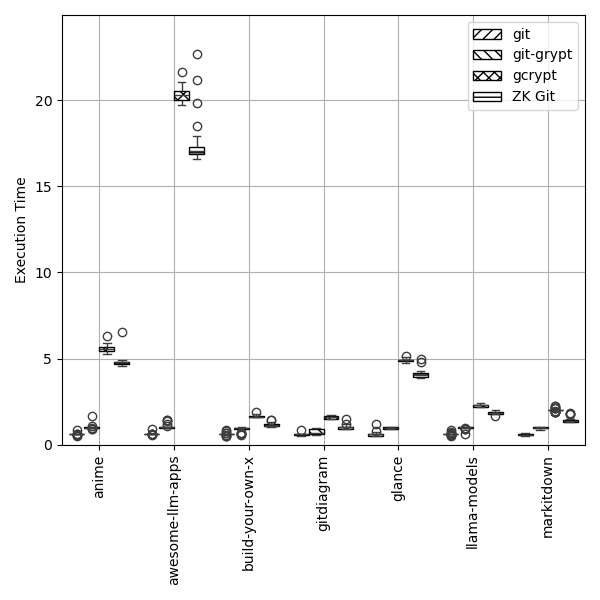 git
git-grypt
gcrypt
ZK Git
Execution Time
20
15
10
5
0
anime
awesome-llm-apps
build-your-own-x
gitdiagram
glance
llama-models
markitdown